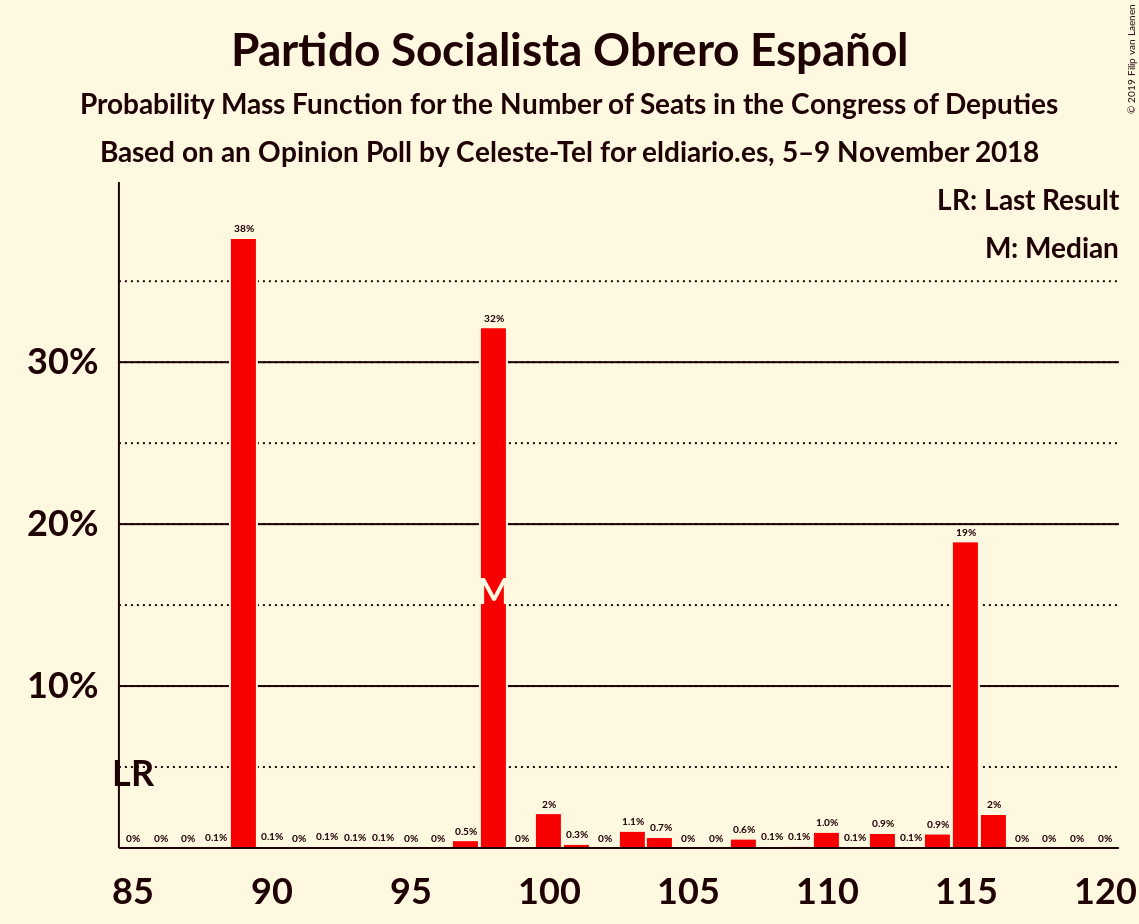 Partido Socialista Obrero Español
Probability Mass Function for the Number of Seats in the Congress of Deputies
Based on an Opinion Poll by Celeste-Tel for eldiario.es, 5–9 November 2018
© 2019 Filip van Laenen
LR: Last Result
M: Median
30%
20%
10%
LR
M
0% 0% 0% 0.1% 38% 0.1% 0% 0.1% 0.1% 0.1% 0% 0% 0.5% 32% 0% 2% 0.3% 0% 1.1% 0.7% 0% 0% 0.6% 0.1% 0.1% 1.0% 0.1% 0.9% 0.1% 0.9% 19% 2% 0% 0% 0% 0%
85 90 95 100 105 110 115 120